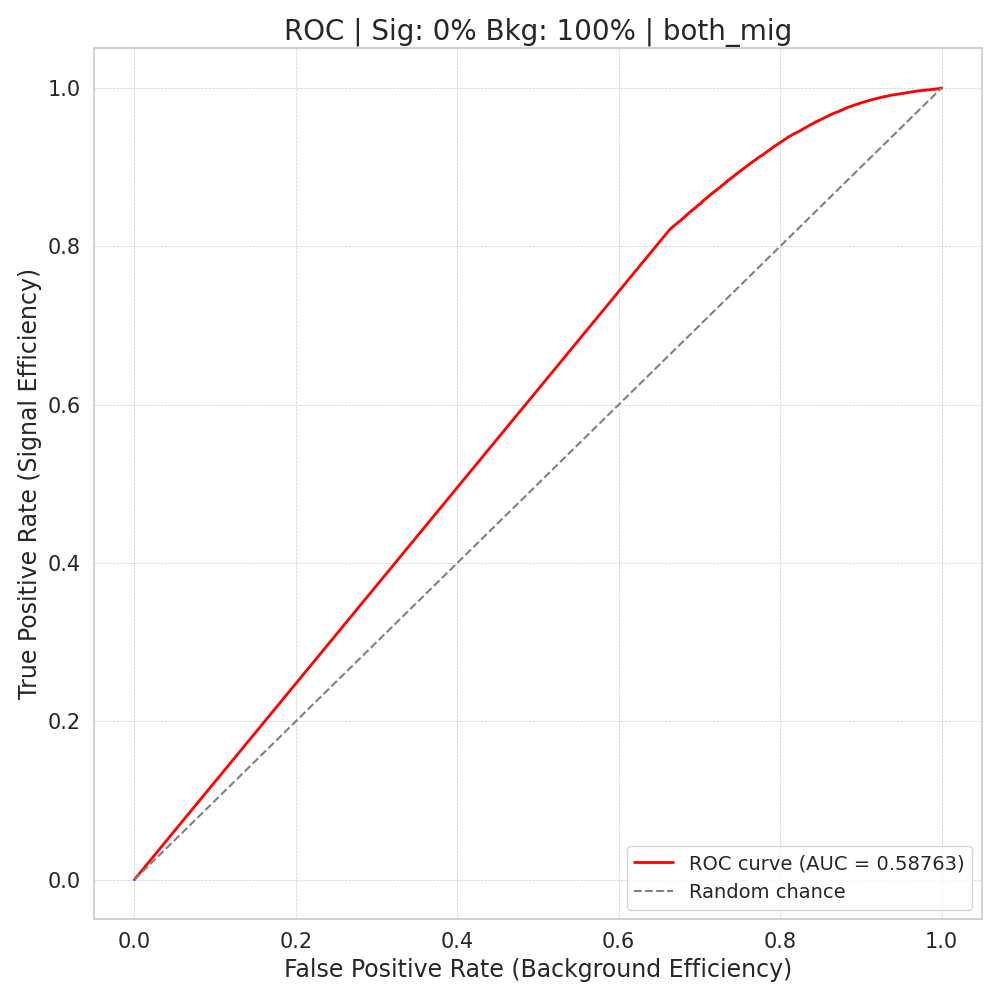 ROC | Sig: 0% Bkg: 100% | both_mig
True Positive Rate (Signal Efficiency)
1.0
0.8
0.6
0.4
0.2
0.0
ROC curve (AUC = 0.58763)
Random chance
0.0 0.2 0.4 0.6 0.8 1.0
False Positive Rate (Background Efficiency)